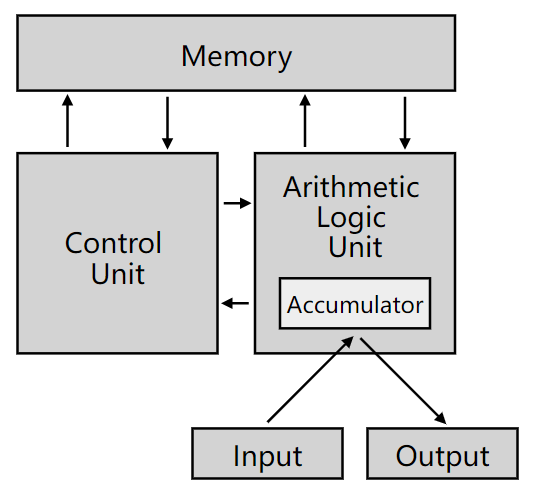 Memory
Control
Unit
Arithmetic
Logic
Unit
Accumulator
Input
Output